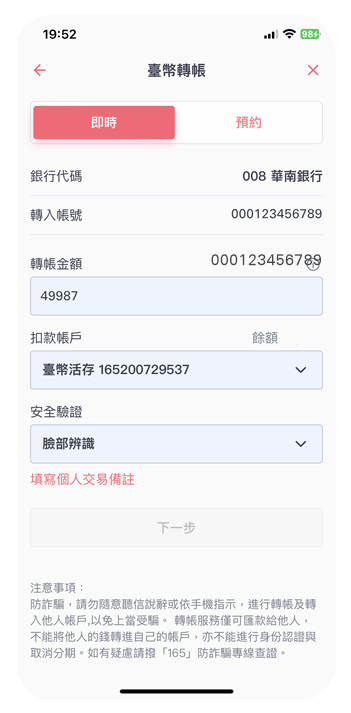 19:52
98
臺幣轉帳
即時 預約
銀行代碼 008 華南銀行
轉入帳號 000123456789
轉帳金額 000123456789
49987
扣款帳戶 餘額
臺幣活存 165200729537
安全驗證
臉部辨識
填寫個人交易備註
下一步
注意事項：
防詐騙，請勿隨意聽信說辭或依手機指示，進行轉帳及轉
入他人帳戶,以免上當受騙。 轉帳服務僅可匯款給他人，
不能將他人的錢轉進自己的帳戶，亦不能進行身份認證與
取消分期。如有疑慮請撥「165」防詐騙專線查證。